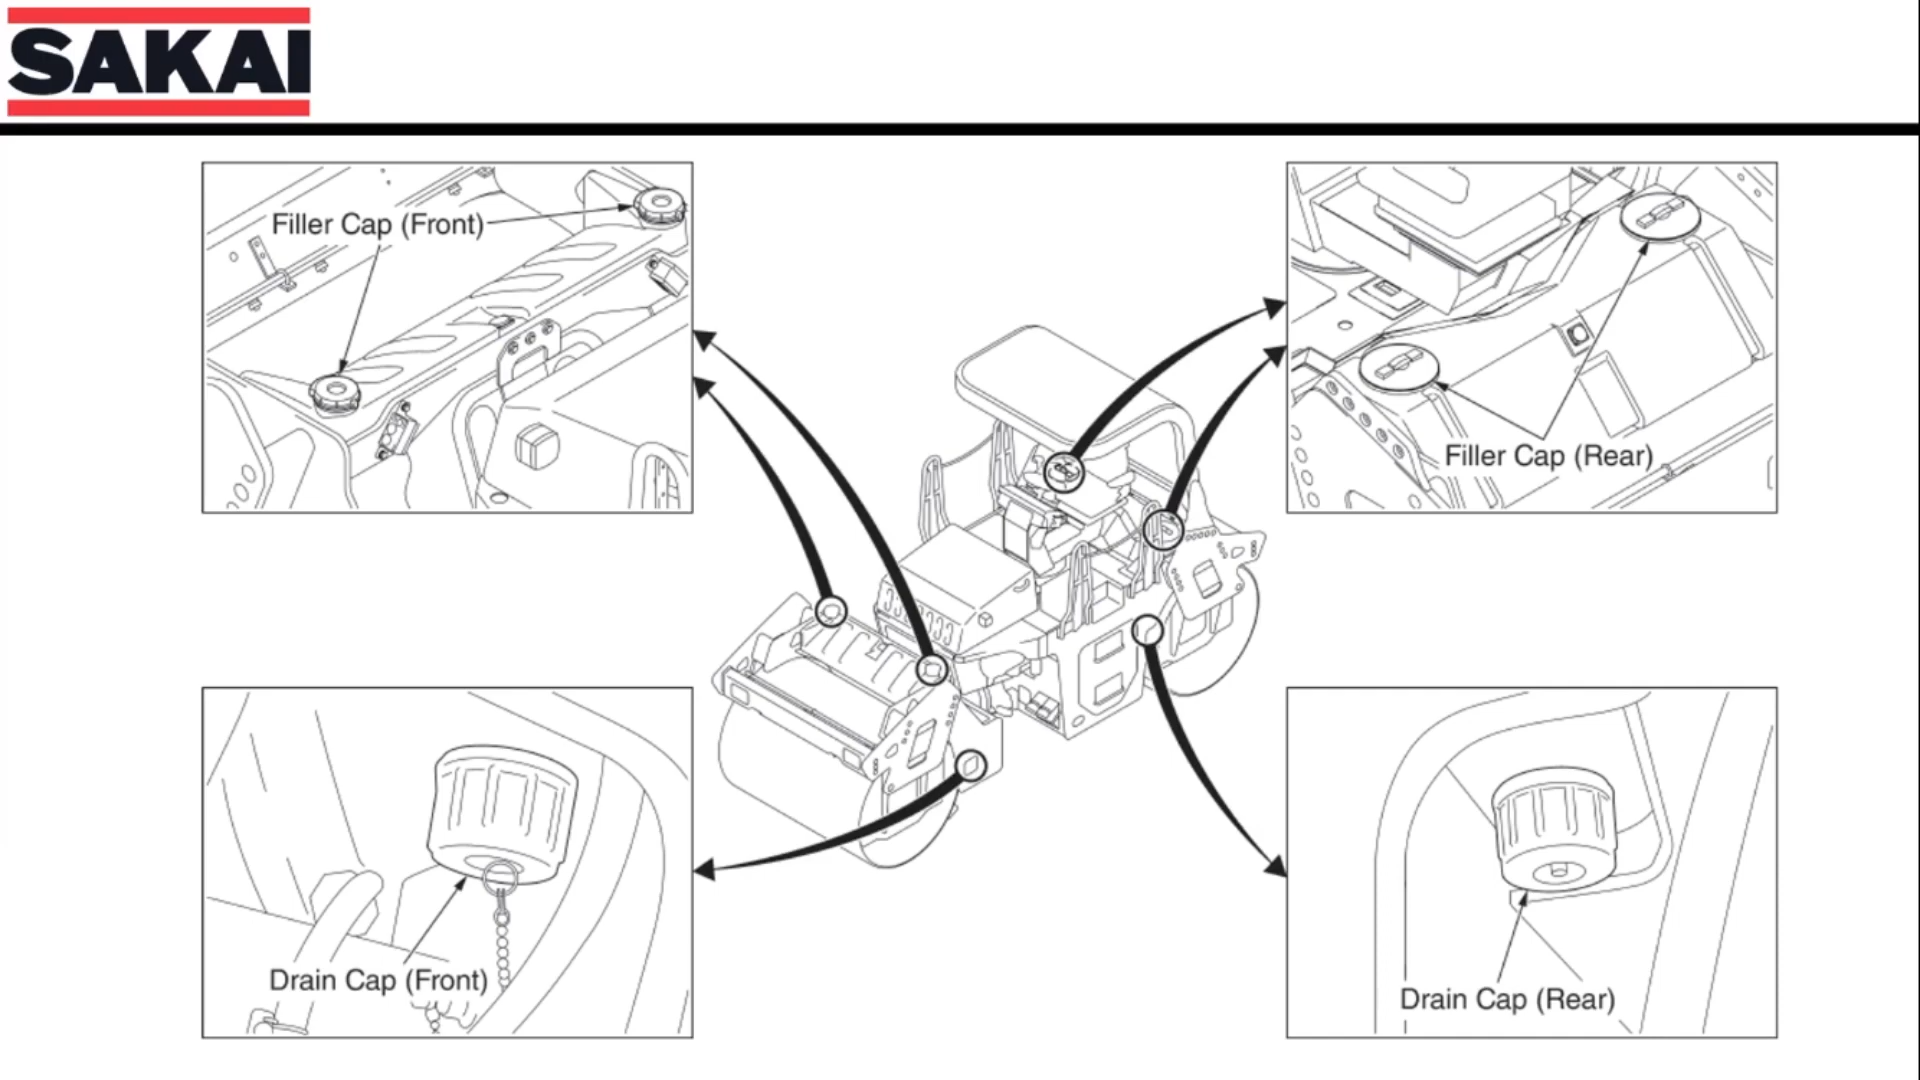 SAKAI
Filler Cap (Front)
Filler Cap (Rear)
Drain Cap (Front)
Drain Cap (Rear)